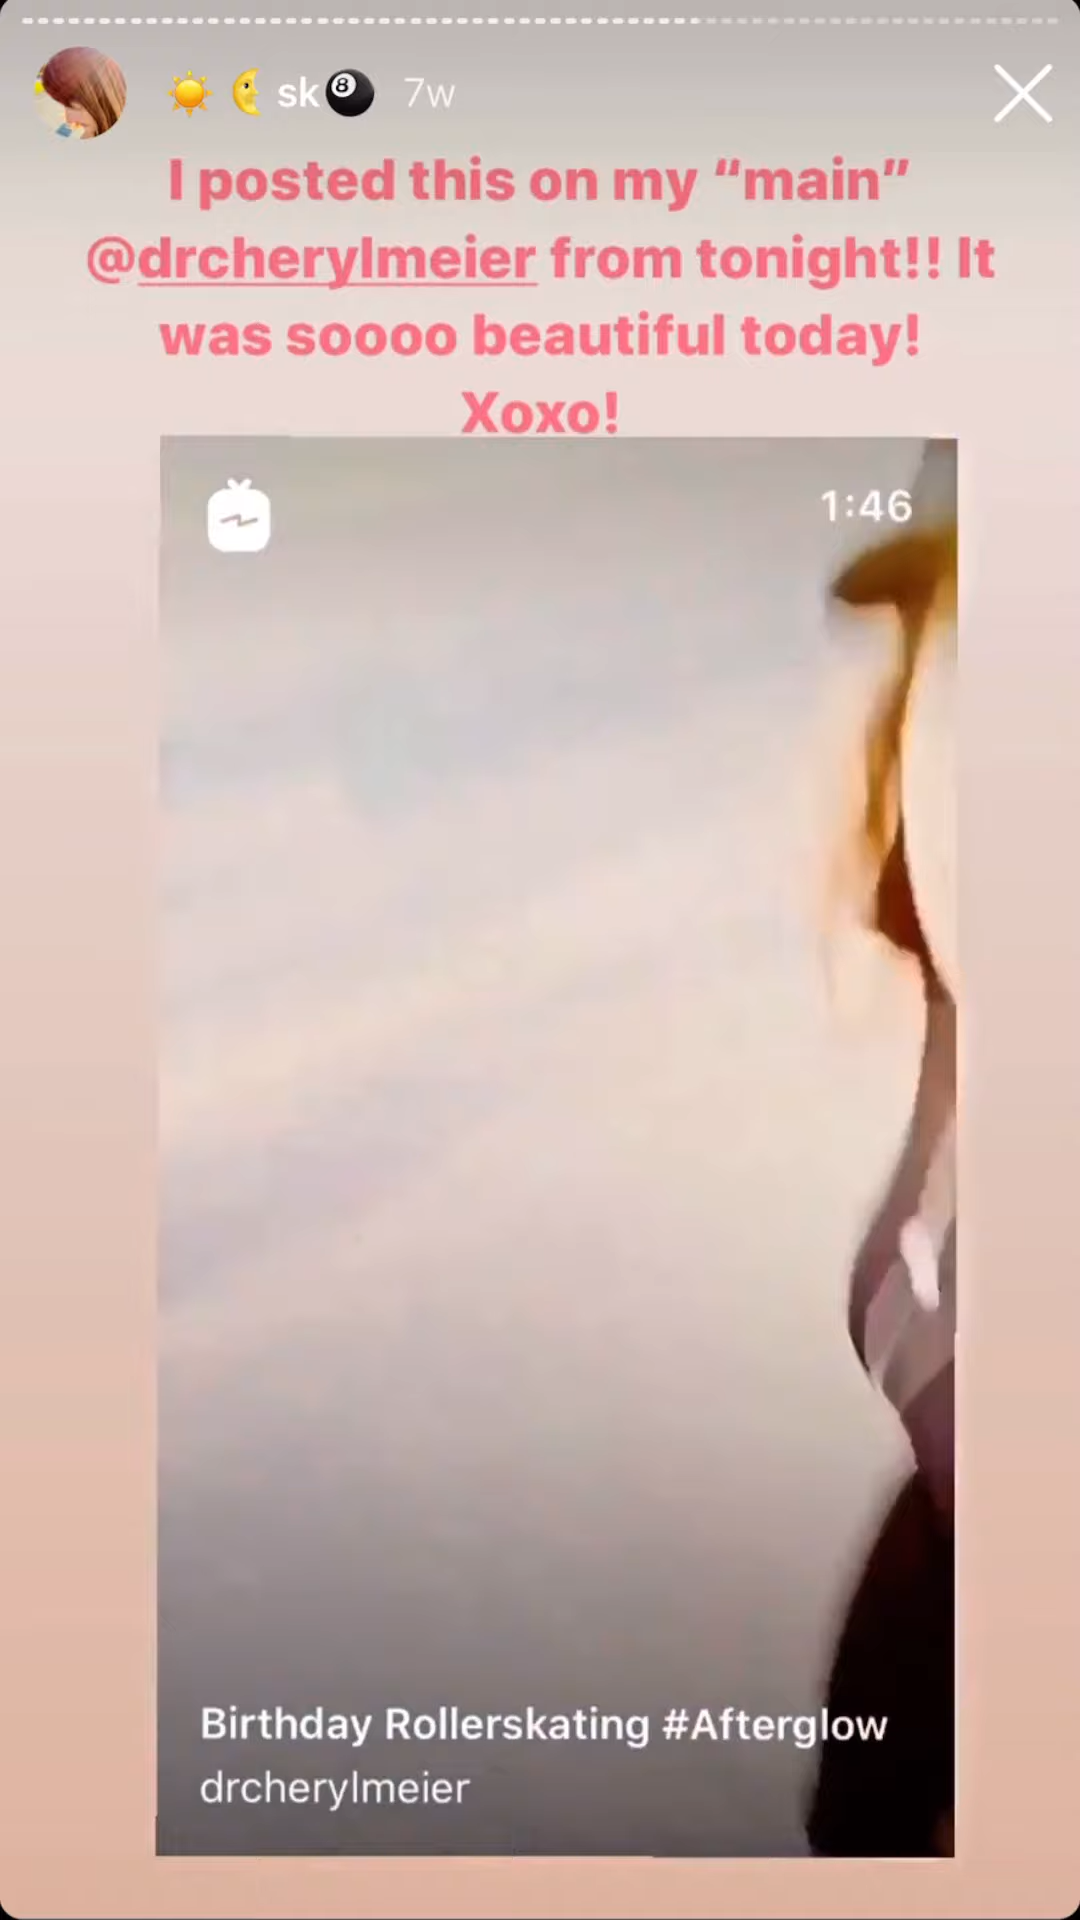 ☀️🌜sk🎱 7w
I posted this on my “main”
@drcherylmeier from tonight!! It
was soooo beautiful today!
Xoxo!
1:46
Birthday Rollerskating #Afterglow
drcherylmeier